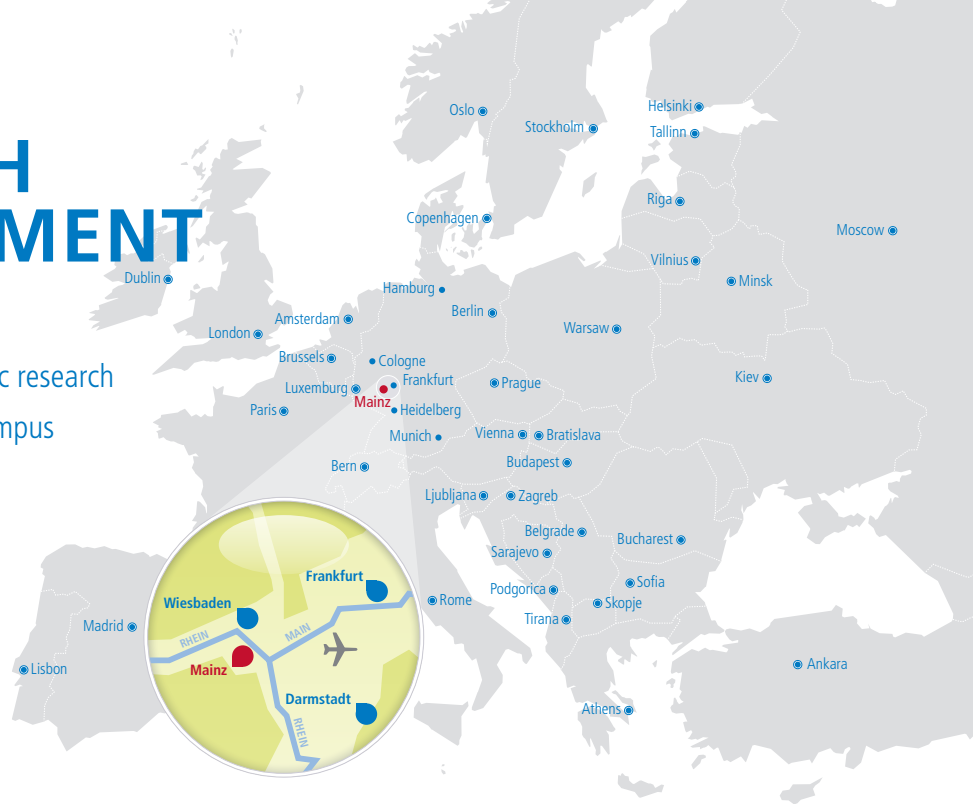 H
MENT
c research
mpus
Oslo
Helsinki
Stockholm
Tallinn
Riga
Copenhagen
Moscow
Vilnius
Dublin
Minsk
Hamburg
Berlin
Amsterdam
London
Warsaw
Brussels
Cologne
Kiev
Frankfurt
Luxemburg
Prague
Mainz
Paris
Heidelberg
Munich
Vienna
Bratislava
Bern
Budapest
Ljubljana
Zagreb
Belgrade
Bucharest
Sarajevo
Podgorica
Sofia
Rome
Skopje
Tirana
Madrid
Lisbon
Ankara
Athens
Frankfurt
Wiesbaden
RHEIN
MAIN
Mainz
Darmstadt
RHEIN